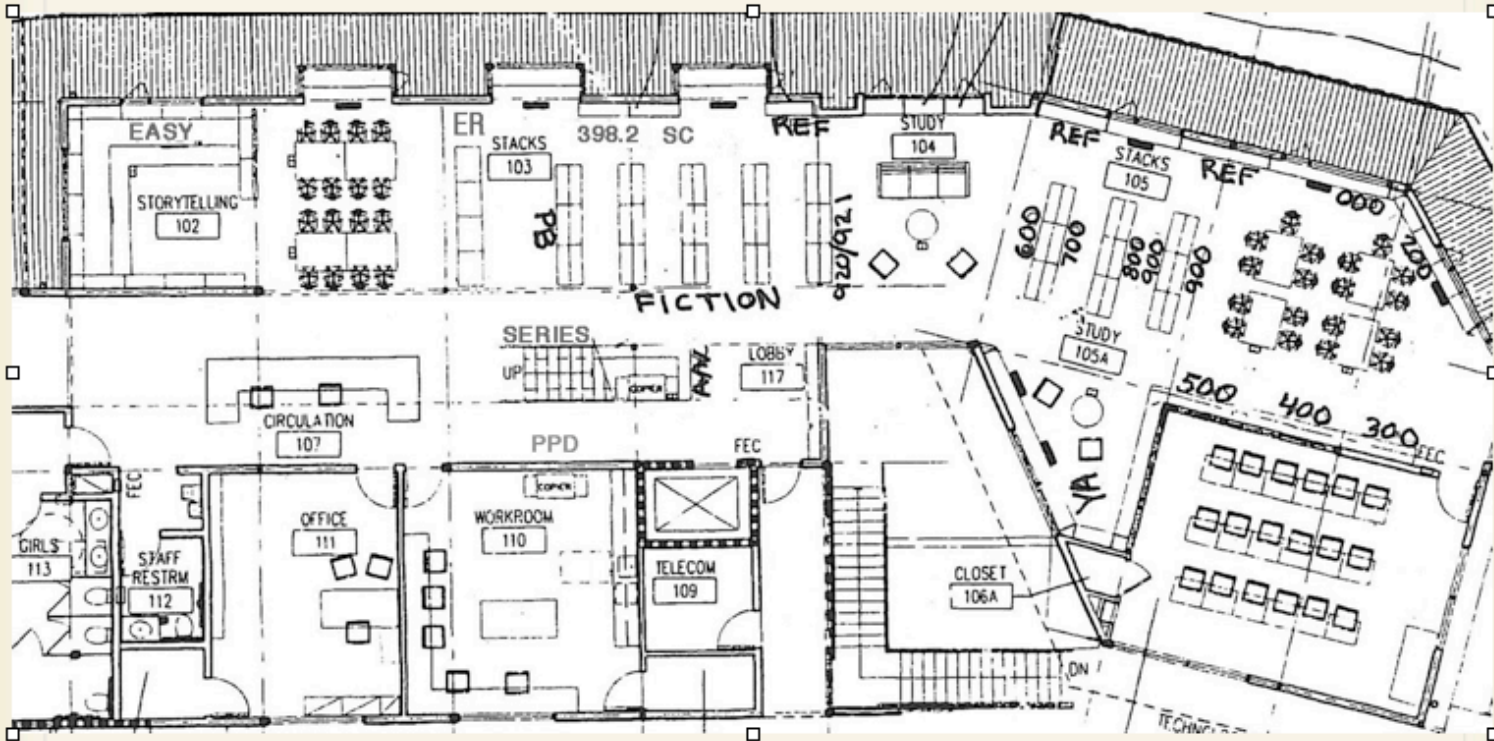 EASY
STORYTELLING
102
ER
STACKS
103
398.2
SC
REF
STUDY
104
REF
STACKS
105
REF
000
200
PB
920/921
600
700
800
900
900
FICTION
SERIES
UP
COPIER
A/V
LOBBY
117
STUDY
105A
500
400
300
FEC
CIRCULATION
107
PPD
FEC
FEC
YA
GIRLS
113
STAFF
RESTRM
112
OFFICE
111
COPIER
WORKROOM
110
TELECOM
109
CLOSET
106A
DN